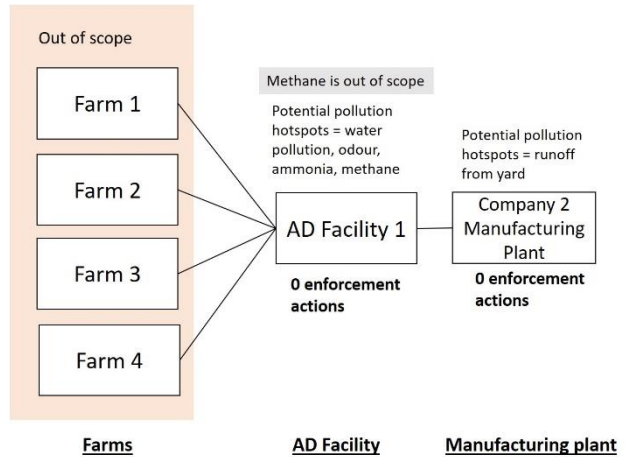 Out of scope
Farm 1
Farm 2
Farm 3
Farm 4
Farms
Methane is out of scope
Potential pollution
hotspots = water
pollution, odour,
ammonia, methane
AD Facility 1
0 enforcement
actions
AD Facility
Potential pollution
hotspots = runoff
from yard
Company 2
Manufacturing
Plant
0 enforcement
actions
Manufacturing plant